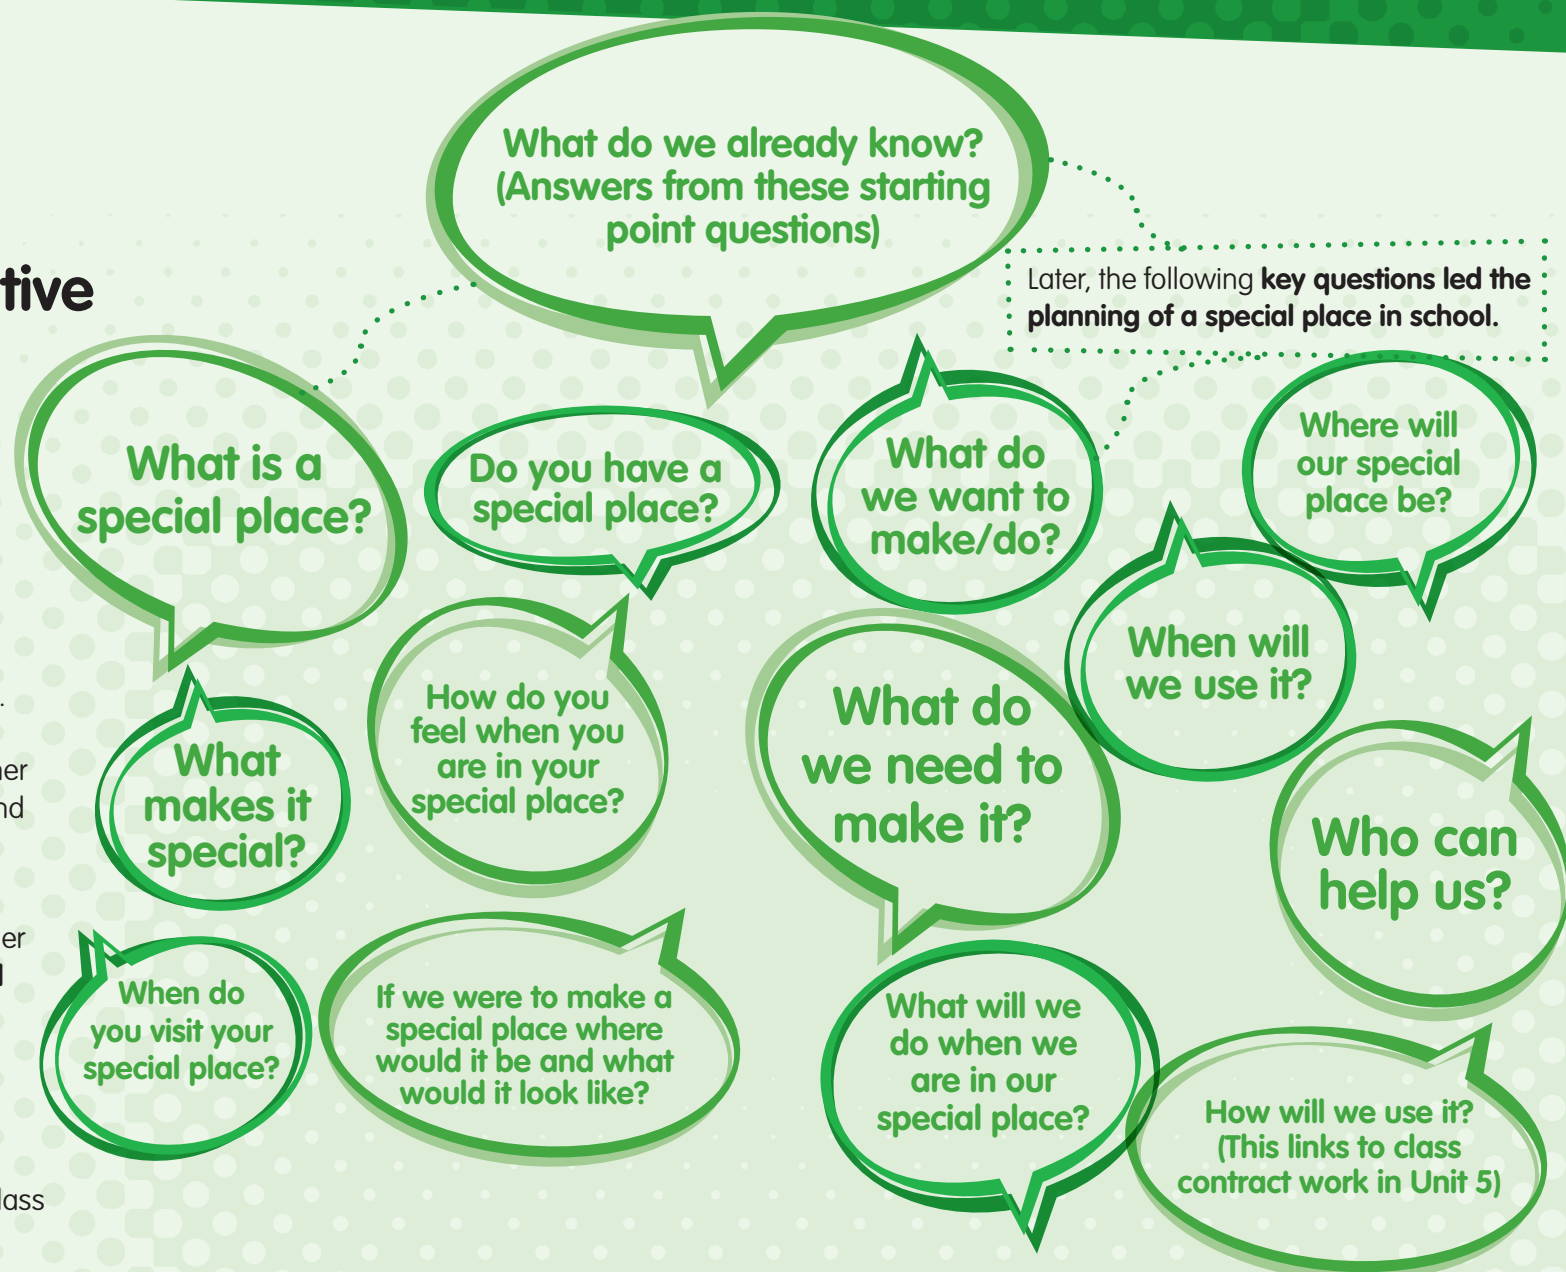 What do we already know?
(Answers from these starting
point questions)
tive
Later, the following key questions led the
planning of a special place in school.
What is a
special place?
Do you have a
special place?
What do
we want to
make/do?
Where will
our special
place be?
When will
we use it?
How do you
feel when you
are in your
special place?
What
makes it
special?
What do
we need to
make it?
Who can
help us?
When do
you visit your
special place?
If we were to make a
special place where
would it be and what
would it look like?
What will we
do when we
are in our
special place?
How will we use it?
(This links to class
contract work in Unit 5)
.
her
nd
er
lass